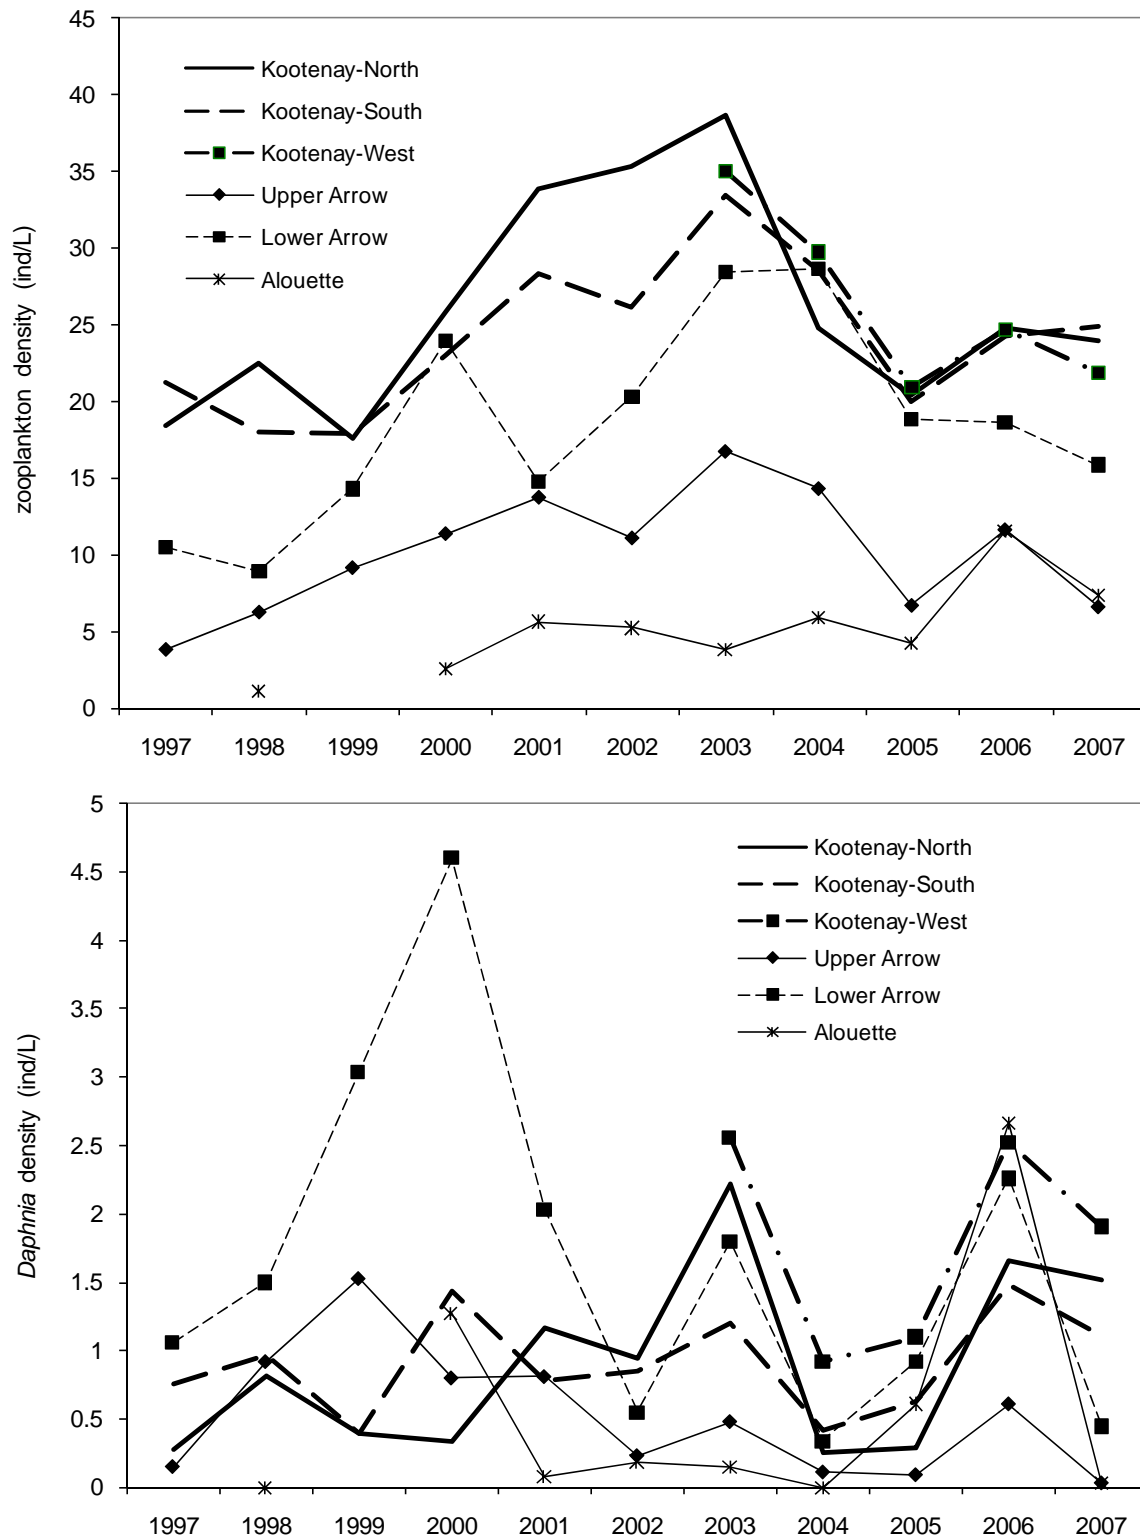 45
40
35
30
25
20
15
10
5
0
zooplankton density (ind/L)
Kootenay-North
Kootenay-South
Kootenay-West
Upper Arrow
Lower Arrow
Alouette
1997 1998 1999 2000 2001 2002 2003 2004 2005 2006 2007
5
4.5
4
3.5
3
2.5
2
1.5
1
0.5
0
Daphnia density (ind/L)
Kootenay-North
Kootenay-South
Kootenay-West
Upper Arrow
Lower Arrow
Alouette
1997 1998 1999 2000 2001 2002 2003 2004 2005 2006 2007